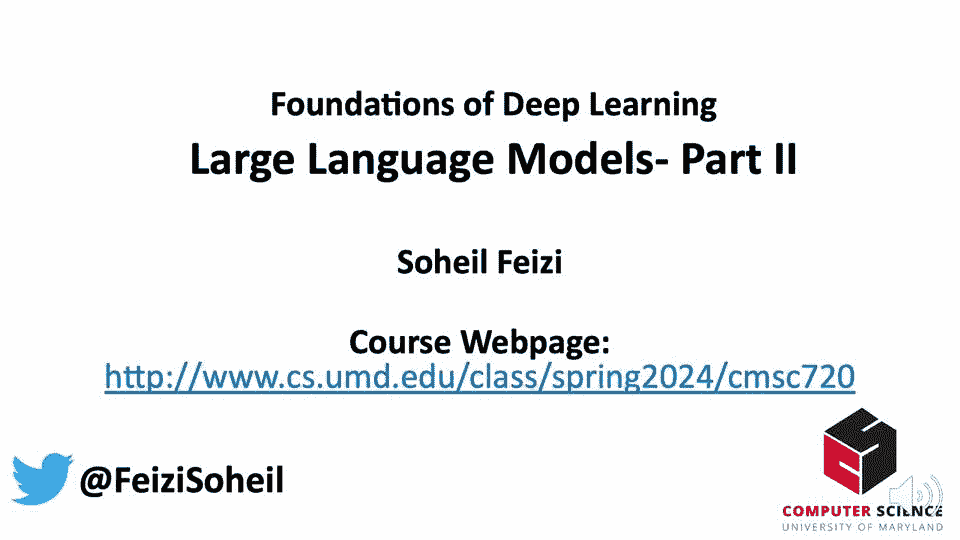 Foundations of Deep Learning
Large Language Models- Part II
Soheil Feizi
Course Webpage:
http://www.cs.umd.edu/class/spring2024/cmsc720
@FeiziSoheil
COMPUTER SCIENCE
UNIVERSITY OF MARYLAND